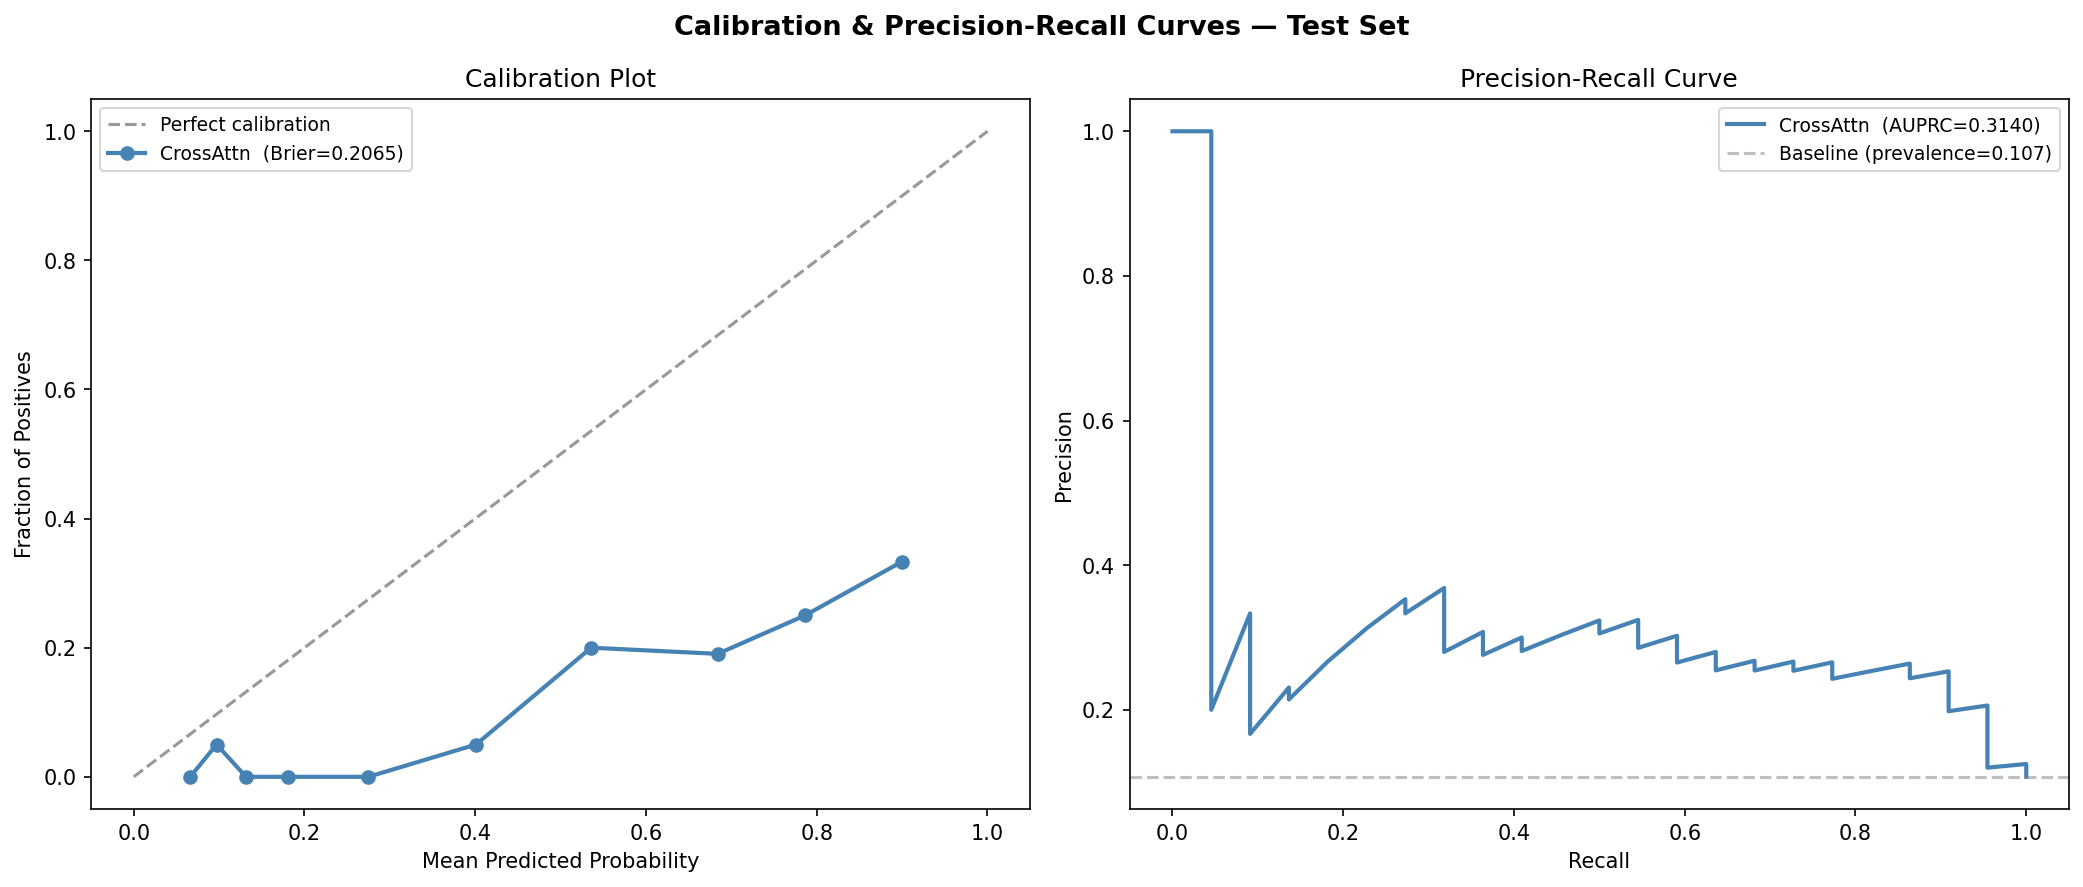 Calibration & Precision-Recall Curves — Test Set
Calibration Plot
Perfect calibration
CrossAttn (Brier=0.2065)
1.0
0.8
0.6
0.4
0.2
0.0
Fraction of Positives
0.0 0.2 0.4 0.6 0.8 1.0
Mean Predicted Probability
Precision-Recall Curve
CrossAttn (AUPRC=0.3140)
Baseline (prevalence=0.107)
1.0
0.8
0.6
0.4
0.2
Precision
0.0 0.2 0.4 0.6 0.8 1.0
Recall